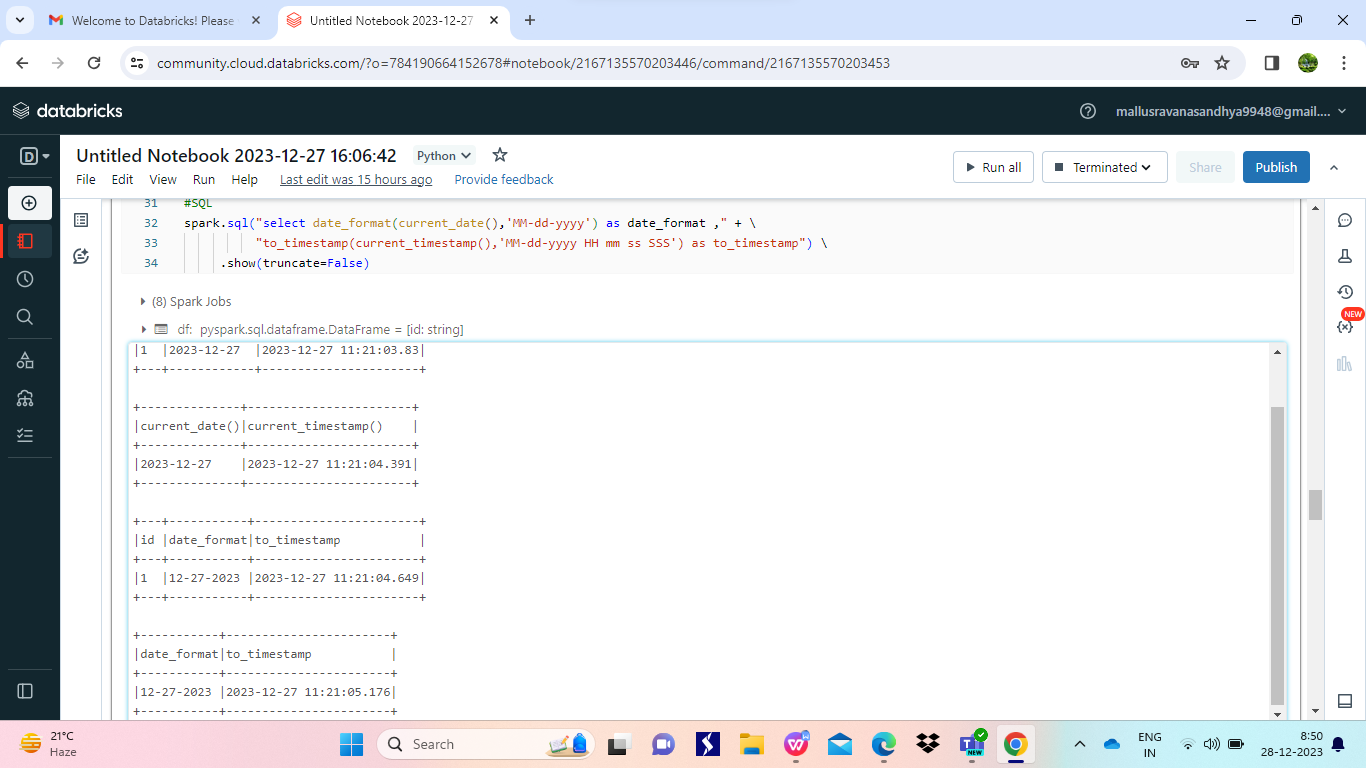 Welcome to Databricks! Please
Untitled Notebook 2023-12-27
community.cloud.databricks.com/?o=784190664152678#notebook/2167135570203446/command/2167135570203453
databricks
mallusravanasandhya9948@gmail....
D
Untitled Notebook 2023-12-27 16:06:42
Python
File Edit View Run Help Last edit was 15 hours ago Provide feedback
Run all
Terminated
Share
Publish
31 #SQL
32 spark.sql("select date_format(current_date(),'MM-dd-yyyy') as date_format ," + \
33 "to_timestamp(current_timestamp(),'MM-dd-yyyy HH mm ss SSS') as to_timestamp") \
34 .show(truncate=False)
(8) Spark Jobs
df: pyspark.sql.dataframe.DataFrame = [id: string]
NEW
|1  |2023-12-27  |2023-12-27 11:21:03.83|
+---+------------+----------------------+
+--------------+-----------------------+
|current_date()|current_timestamp()    |
+--------------+-----------------------+
|2023-12-27    |2023-12-27 11:21:04.391|
+--------------+-----------------------+
+---+-----------+-----------------------+
|id |date_format|to_timestamp           |
+---+-----------+-----------------------+
|1  |12-27-2023 |2023-12-27 11:21:04.649|
+---+-----------+-----------------------+
+-----------+-----------------------+
|date_format|to_timestamp           |
+-----------+-----------------------+
|12-27-2023 |2023-12-27 11:21:05.176|
+-----------+-----------------------+
21°C
Haze
Search
NEW
ENG
IN
8:50
28-12-2023